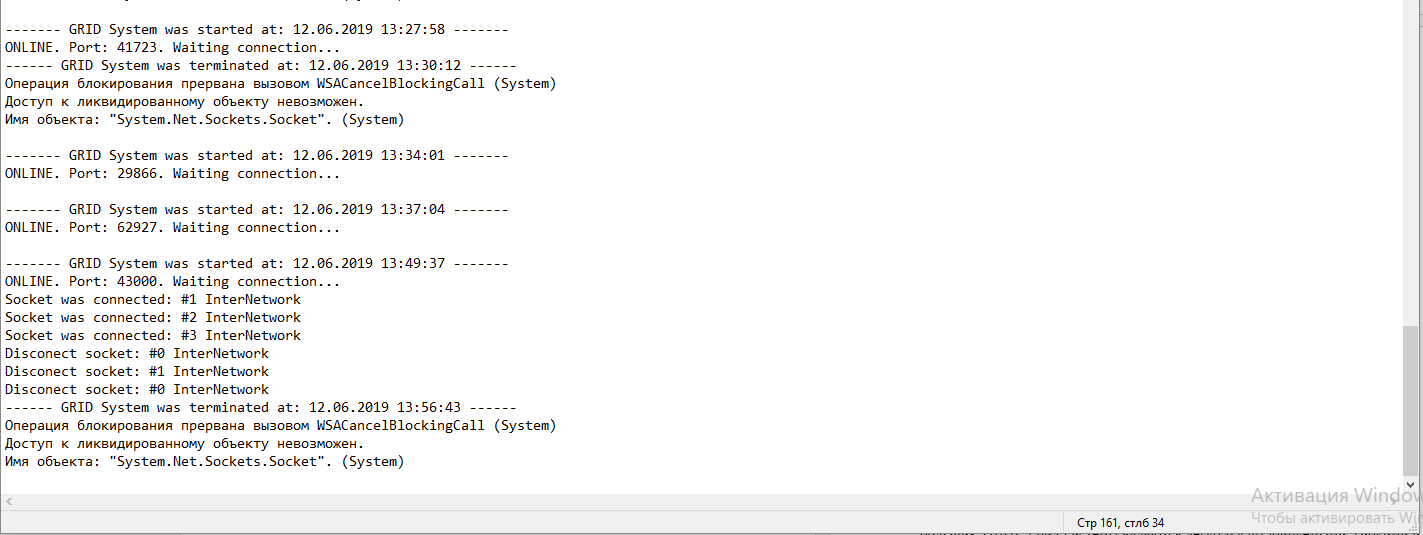 ------- GRID System was started at: 12.06.2019 13:27:58 -------
ONLINE. Port: 41723. Waiting connection...
------ GRID System was terminated at: 12.06.2019 13:30:12 ------
Операция блокирования прервана вызовом WSACancelBlockingCall (System)
Доступ к ликвидированному объекту невозможен.
Имя объекта: "System.Net.Sockets.Socket". (System)
------- GRID System was started at: 12.06.2019 13:34:01 -------
ONLINE. Port: 29866. Waiting connection...
------- GRID System was started at: 12.06.2019 13:37:04 -------
ONLINE. Port: 62927. Waiting connection...
------- GRID System was started at: 12.06.2019 13:49:37 -------
ONLINE. Port: 43000. Waiting connection...
Socket was connected: #1 InterNetwork
Socket was connected: #2 InterNetwork
Socket was connected: #3 InterNetwork
Disconect socket: #0 InterNetwork
Disconect socket: #1 InterNetwork
Disconect socket: #0 InterNetwork
------ GRID System was terminated at: 12.06.2019 13:56:43 ------
Операция блокирования прервана вызовом WSACancelBlockingCall (System)
Доступ к ликвидированному объекту невозможен.
Имя объекта: "System.Net.Sockets.Socket". (System)
Активация Window
Чтобы активировать Wi
Стр 161, стлб 34